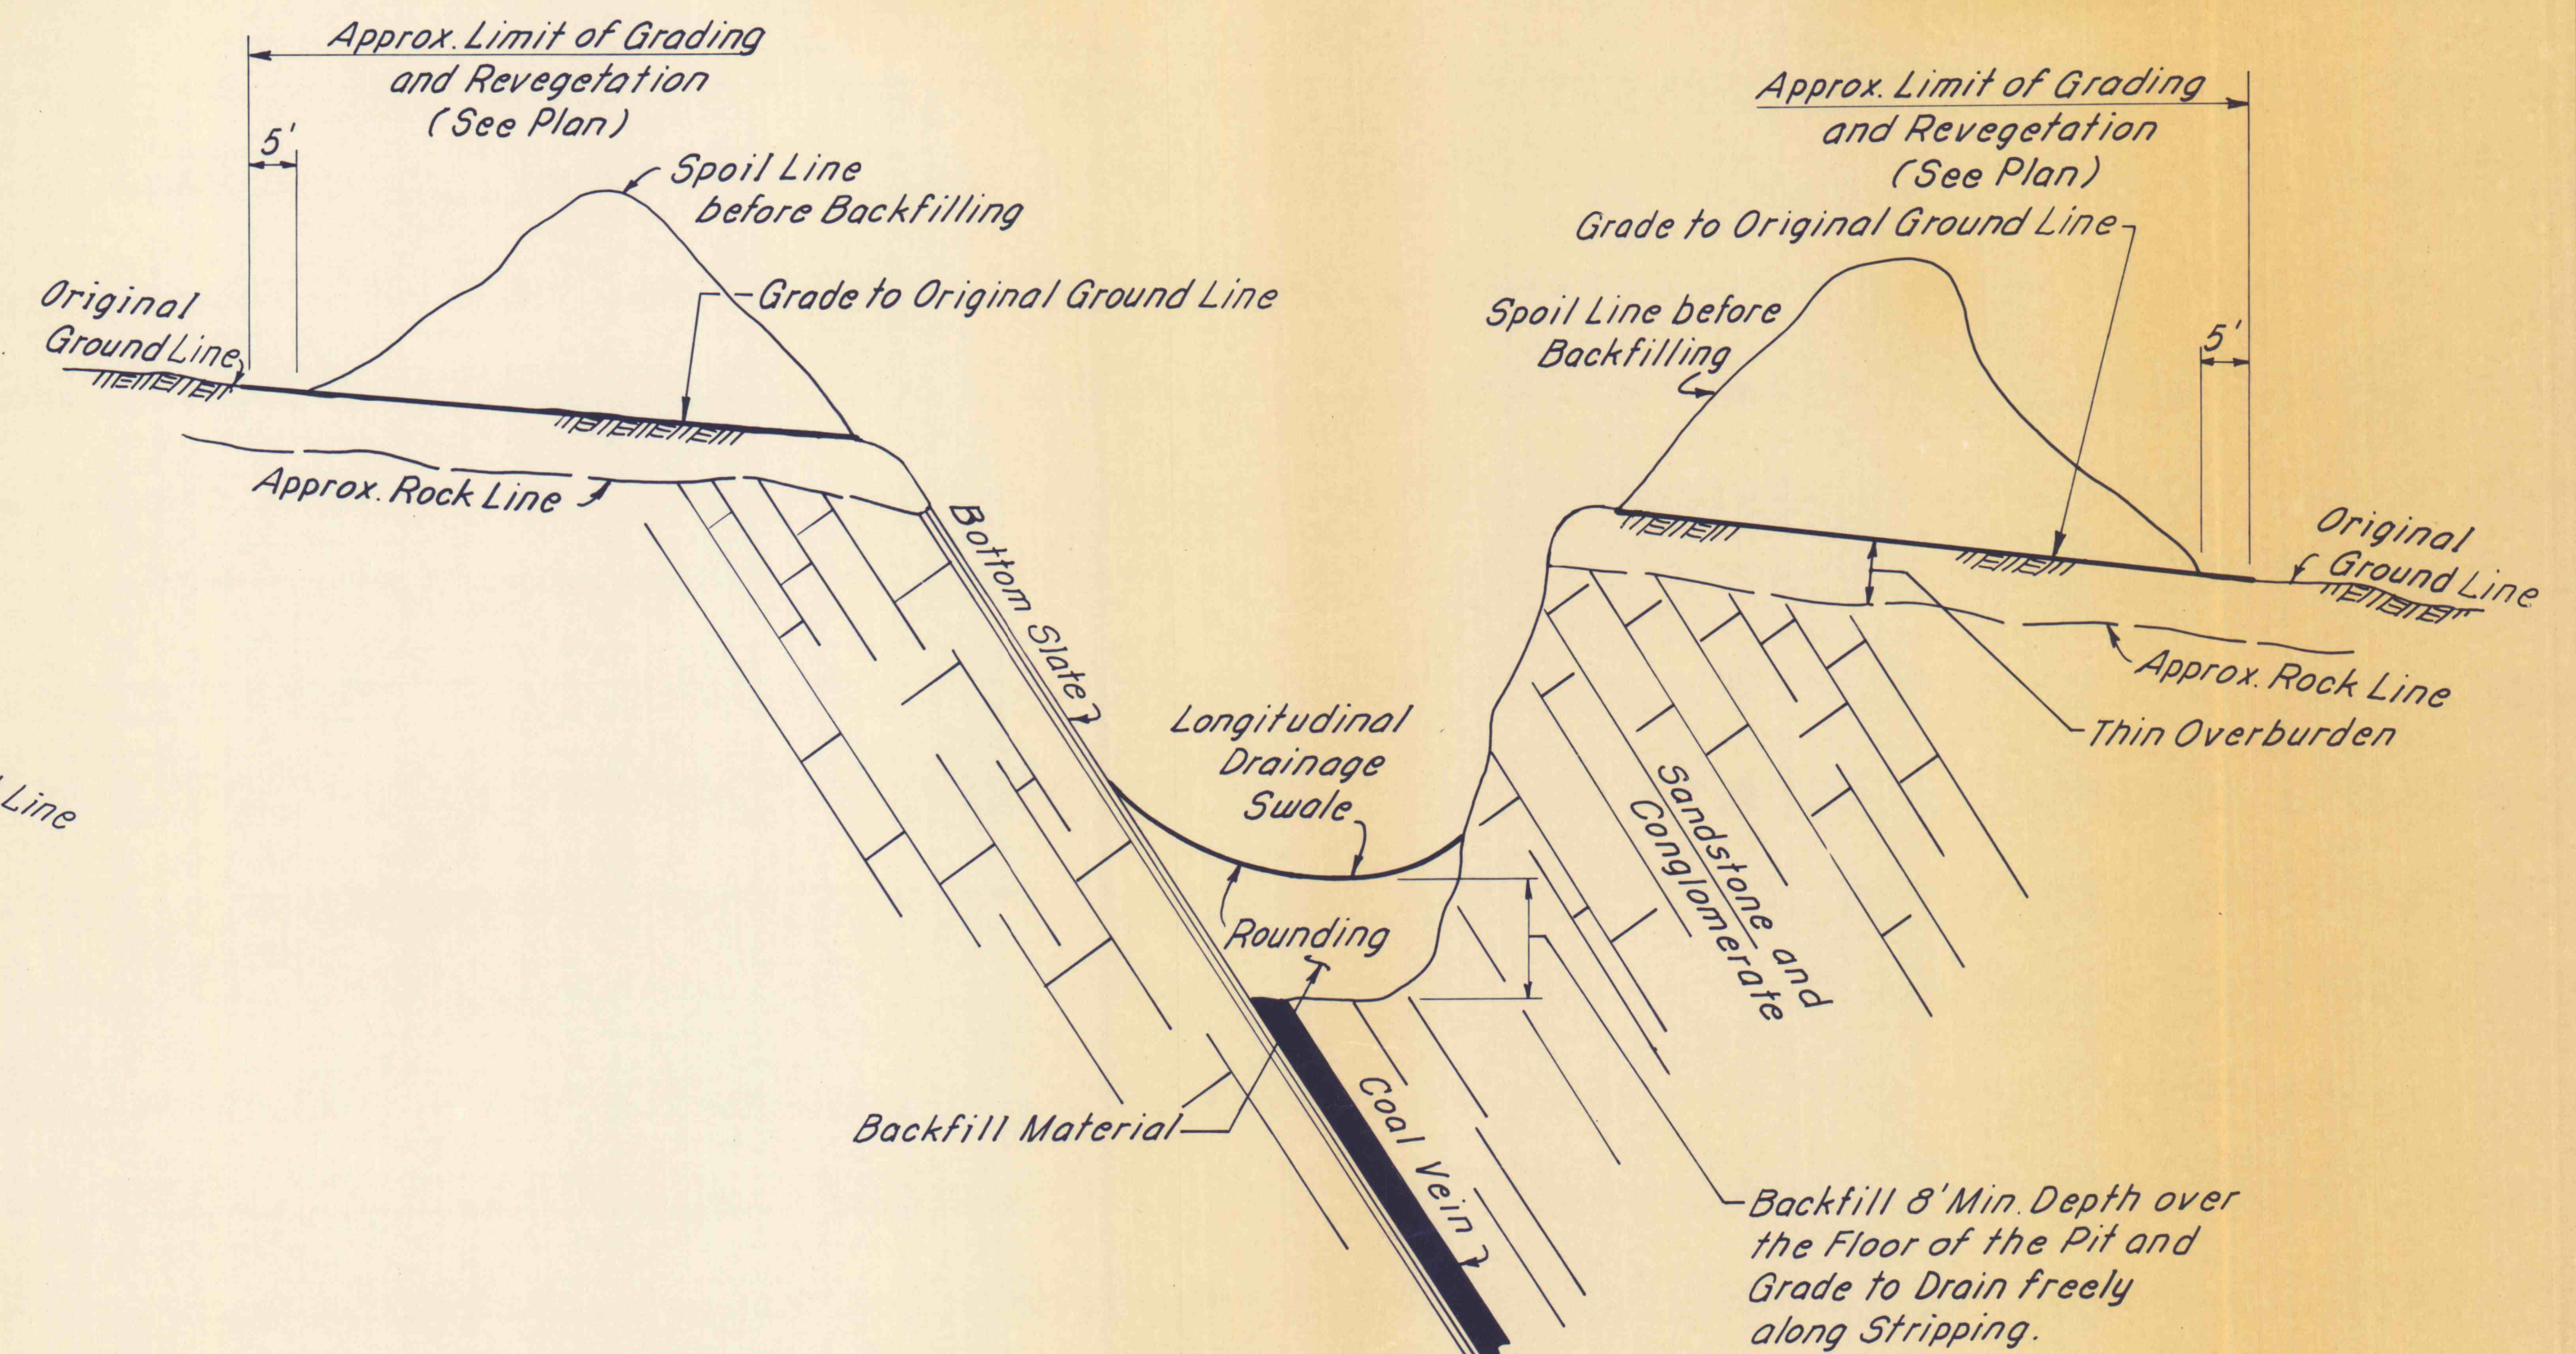 Approx. Limit of Grading
and Revegetation
(See Plan)
5'
Spoil Line
before Backfilling
Grade to Original Ground Line
Original
Ground Line
Approx. Rock Line
Bottom Slate
Line
Longitudinal
Drainage
Swale
Rounding
Backfill Material
Coal Vein
Approx. Limit of Grading
and Revegetation
(See Plan)
Grade to Original Ground Line
Spoil Line before
Backfilling
5'
Original
Ground Line
Approx. Rock Line
Thin Overburden
Sandstone and
Conglomerate
Backfill 8' Min. Depth over
the Floor of the Pit and
Grade to Drain freely
along Stripping.